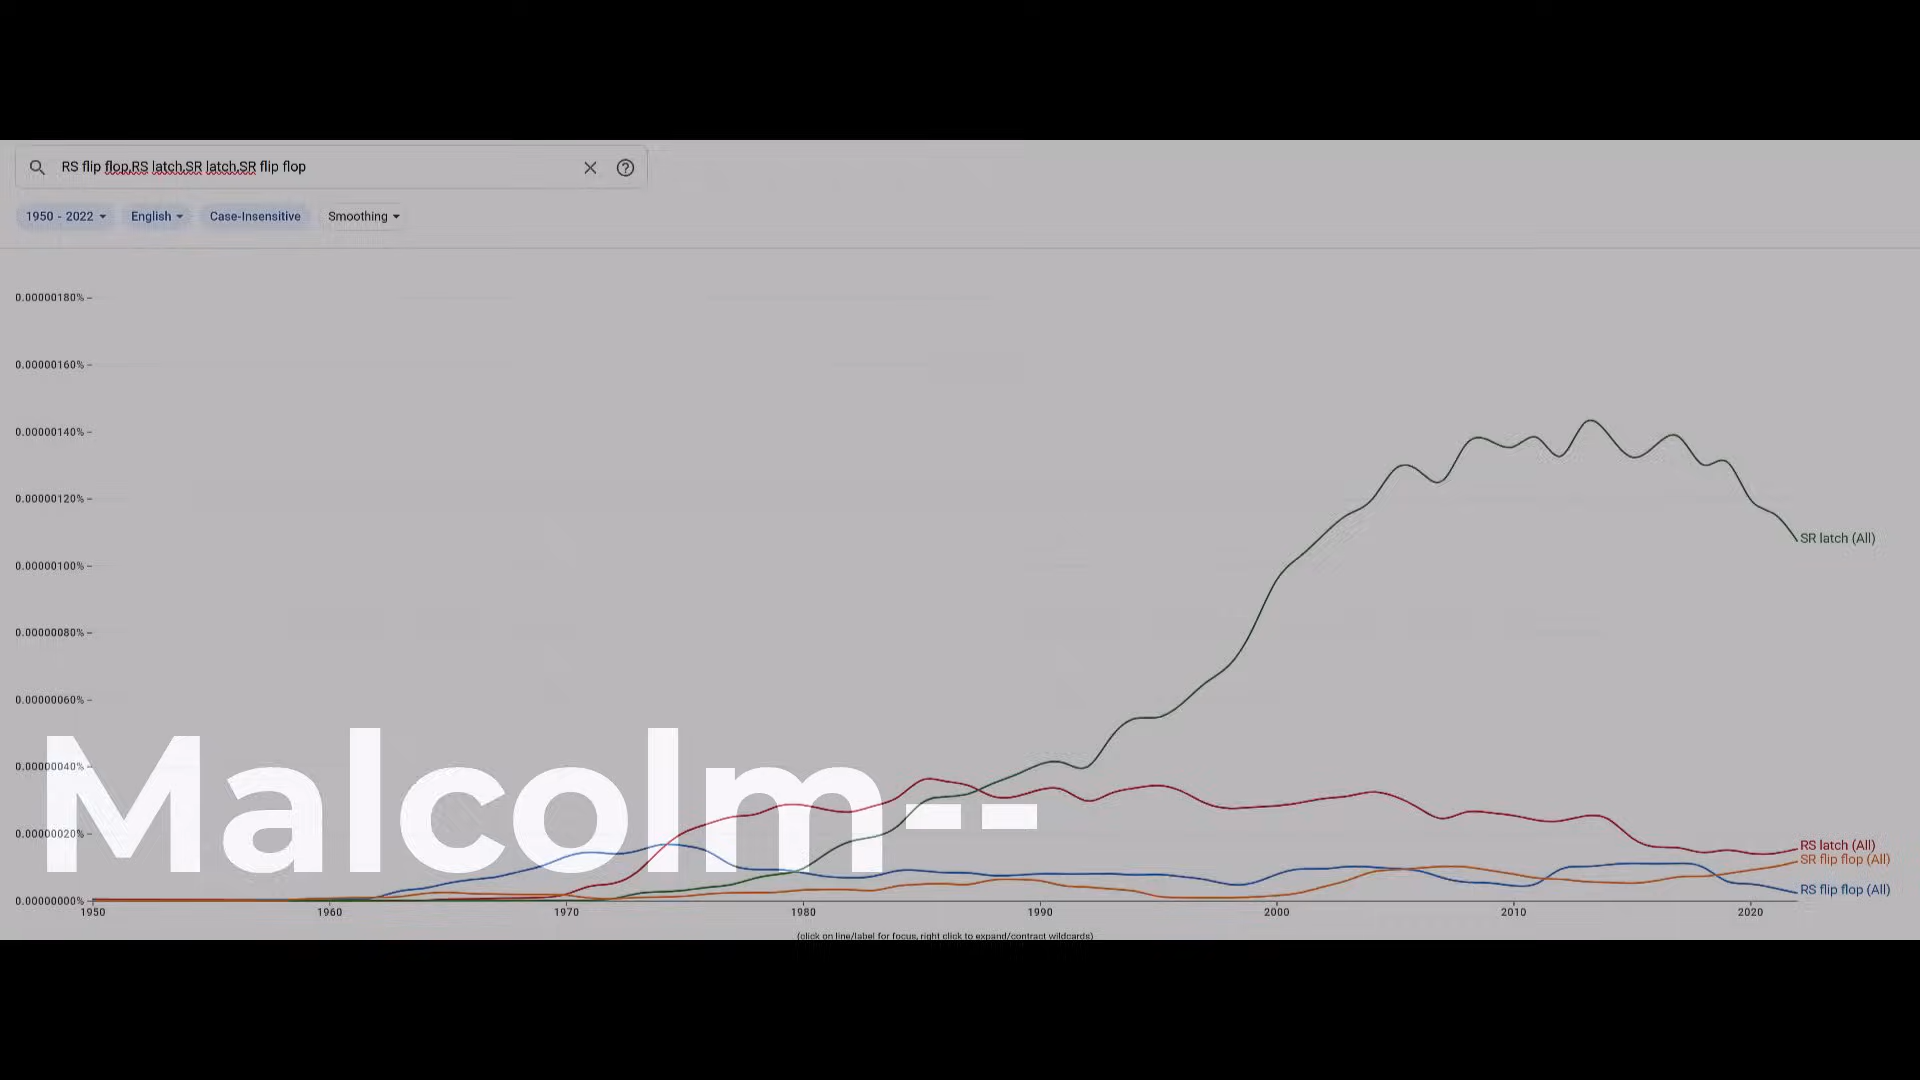 RS flip flop,RS latch,SR latch,SR flip flop
1950 - 2022 English Case-Insensitive Smoothing
0.00000180%
0.00000160%
0.00000140%
0.00000120%
0.00000100%
SR latch (All)
0.00000080%
0.00000060%
0.00000040%
Malcolm--
0.00000020%
RS latch (All)
SR flip flop (All)
RS flip flop (All)
0.00000000%
1950 1960 1970 1980 1990 2000 2010 2020
(click on line/label for focus, right click to expand/contract wildcards)